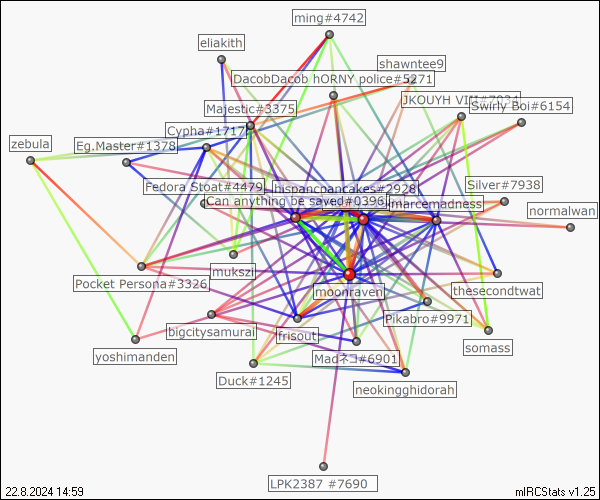 ming#4742
eliakith
shawntee9
DacobDacob hORNY police#5271
JKOUYH VIII
Swirly Boi#6154
Majestic#3375
Cypha#1717
zebula
Eg.Master#1378
Silver#7938
Fedora Stoat#4479
hispancpancakes#2928
Can anything be saved#0396
marcemadness
normalwan
mukszi
Pocket Persona#3326
moonraven
thesecondtwat
bigcitysamurai
frisout
Pikabro#9971
yoshimanden
Madネコ#6901
somass
Duck#1245
neokingghidorah
LPK2387 #7690
22.8.2024 14:59
mIRCStats v1.25